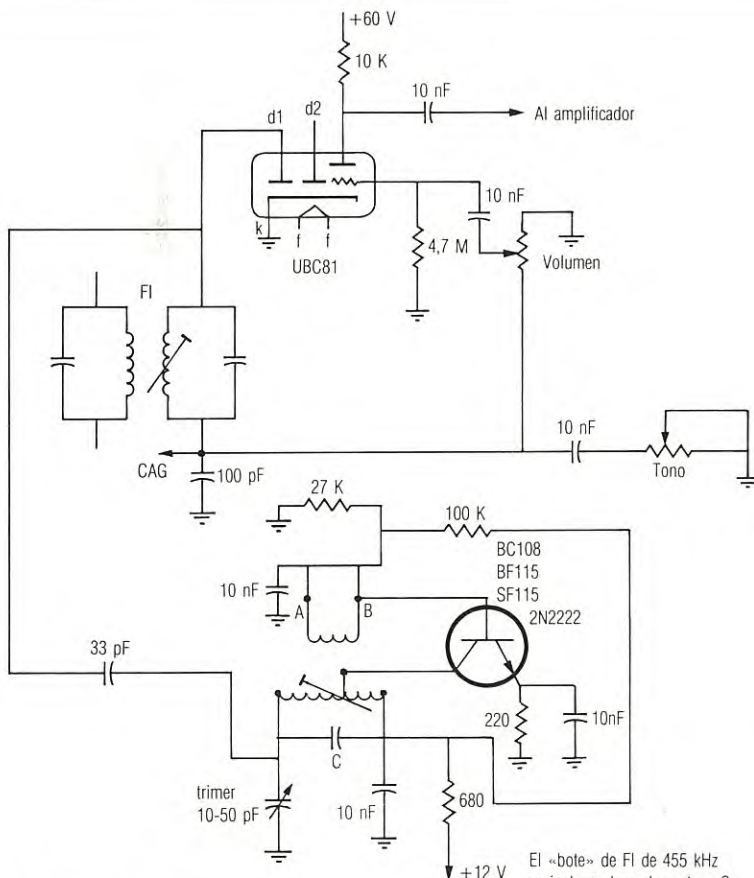 +60 V
10 K
10 nF
Al amplificador
d1
d2
k
f
f
UBC81
10 nF
4,7 M
Volumen
FI
10 nF
CAG
100 pF
Tono
27 K
100 K
BC108
BF115
SF115
2N2222
10 nF
A
B
33 pF
220
10nF
C
trimer
10-50 pF
10 nF
680
+12 V
El «bote» de FI de 455 kHz